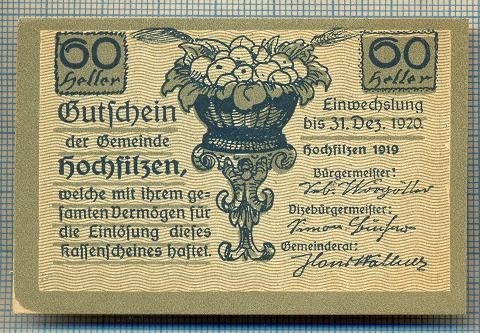 60 Heller
60 Heller
Gutschein
der Gemeinde
Hochfilzen,
welche mit ihrem ge-
samten Vermögen für
die Einlösung dieses
Kassenscheines haftet.
Einwechslung
bis 31. Dez. 1920.
Hochfilzen 1919
Bürgermeister:
Vizebürgermeister:
Simon
Gemeinderat: